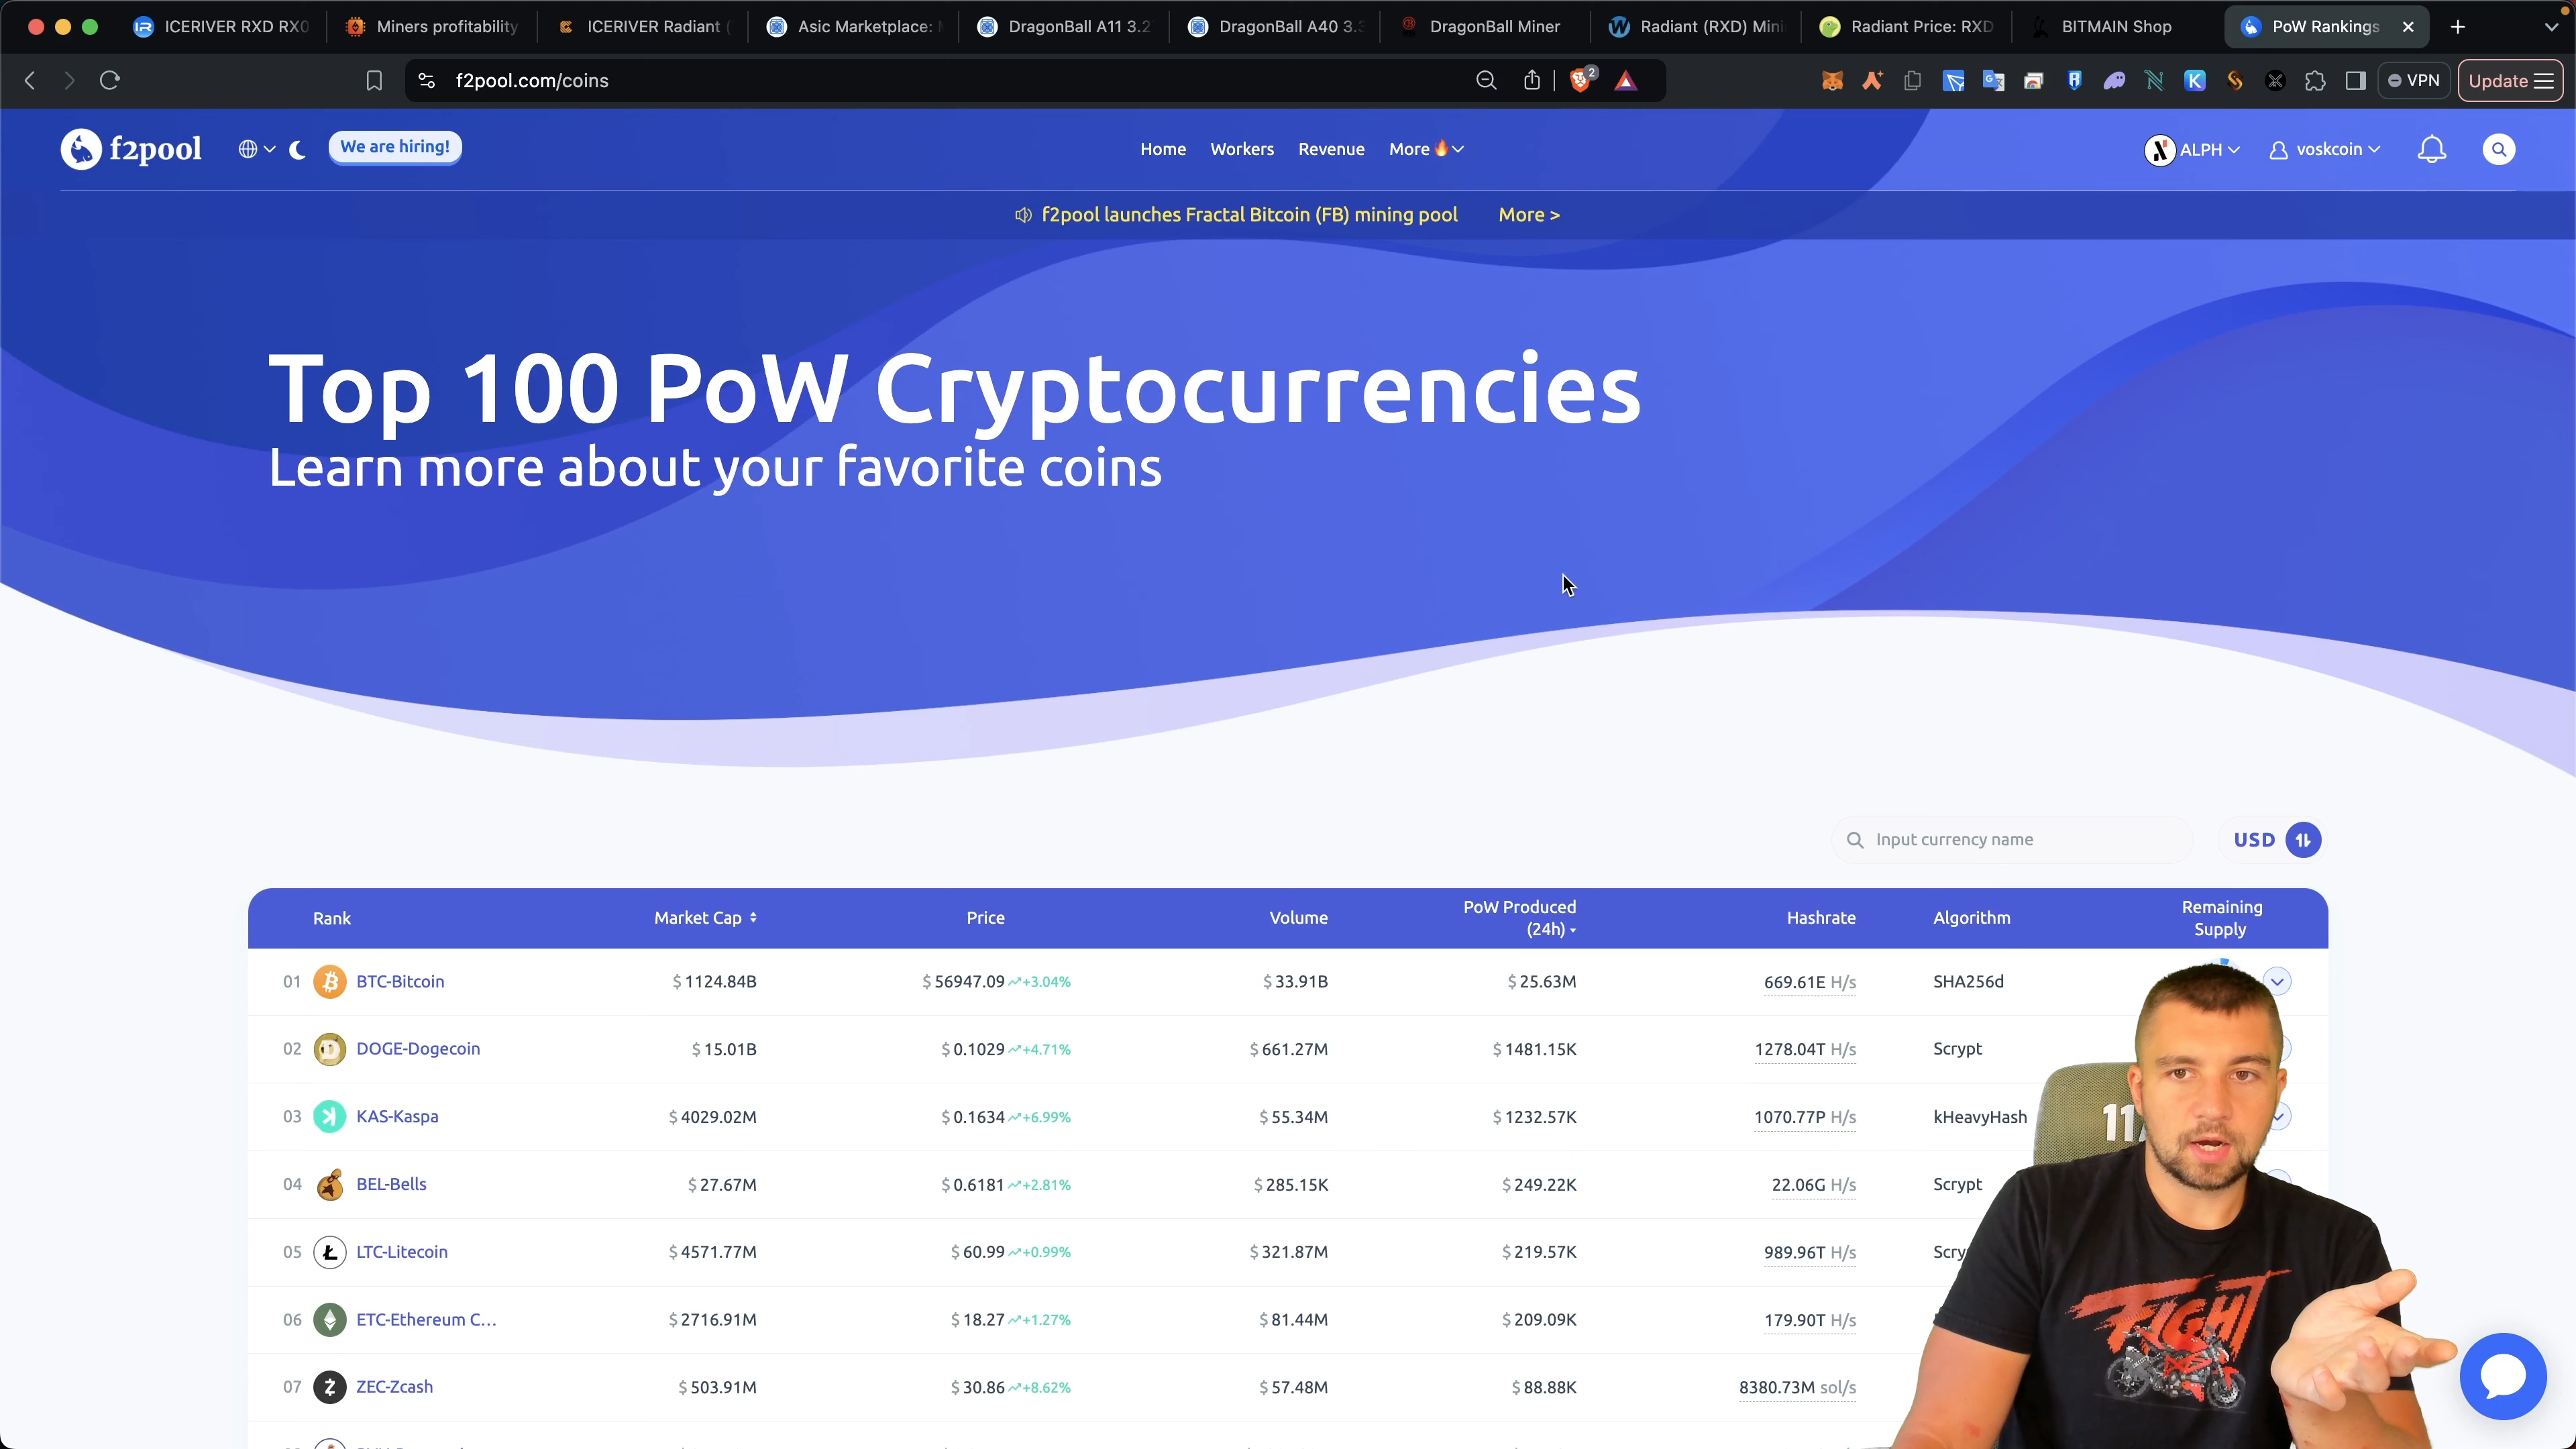 ICERIVER RXD RX0
Miners profitability
ICERIVER Radiant (
Asic Marketplace:
DragonBall A11 3.2
DragonBall A40 3.3
DragonBall Miner
Radiant (RXD) Min
Radiant Price: RXD
BITMAIN Shop
PoW Rankings
f2pool.com/coins
2
VPN
Update
f2pool
We are hiring!
Home
Workers
Revenue
More
ALPH
voskcoin
f2pool launches Fractal Bitcoin (FB) mining pool More >
Top 100 PoW Cryptocurrencies
Learn more about your favorite coins
Input currency name
USD
Rank Market Cap Price Volume PoW Produced (24h) Hashrate Algorithm Remaining Supply
01 BTC-Bitcoin $ 1124.84B $ 56947.09 +3.04% $ 33.91B $ 25.63M 669.61E H/s SHA256d
02 DOGE-Dogecoin $ 15.01B $ 0.1029 +4.71% $ 661.27M $ 1481.15K 1278.04T H/s Scrypt
03 KAS-Kaspa $ 4029.02M $ 0.1634 +6.99% $ 55.34M $ 1232.57K 1070.77P H/s kHeavyHash
04 BEL-Bells $ 27.67M $ 0.6181 +2.81% $ 285.15K $ 249.22K 22.06G H/s Scrypt
05 LTC-Litecoin $ 4571.77M $ 60.99 +0.99% $ 321.87M $ 219.57K 989.96T H/s Scry
06 ETC-Ethereum C... $ 2716.91M $ 18.27 +1.27% $ 81.44M $ 209.09K 179.90T H/s
07 ZEC-Zcash $ 503.91M $ 30.86 +8.62% $ 57.48M $ 88.88K 8380.73M sol/s
11
FIGHT